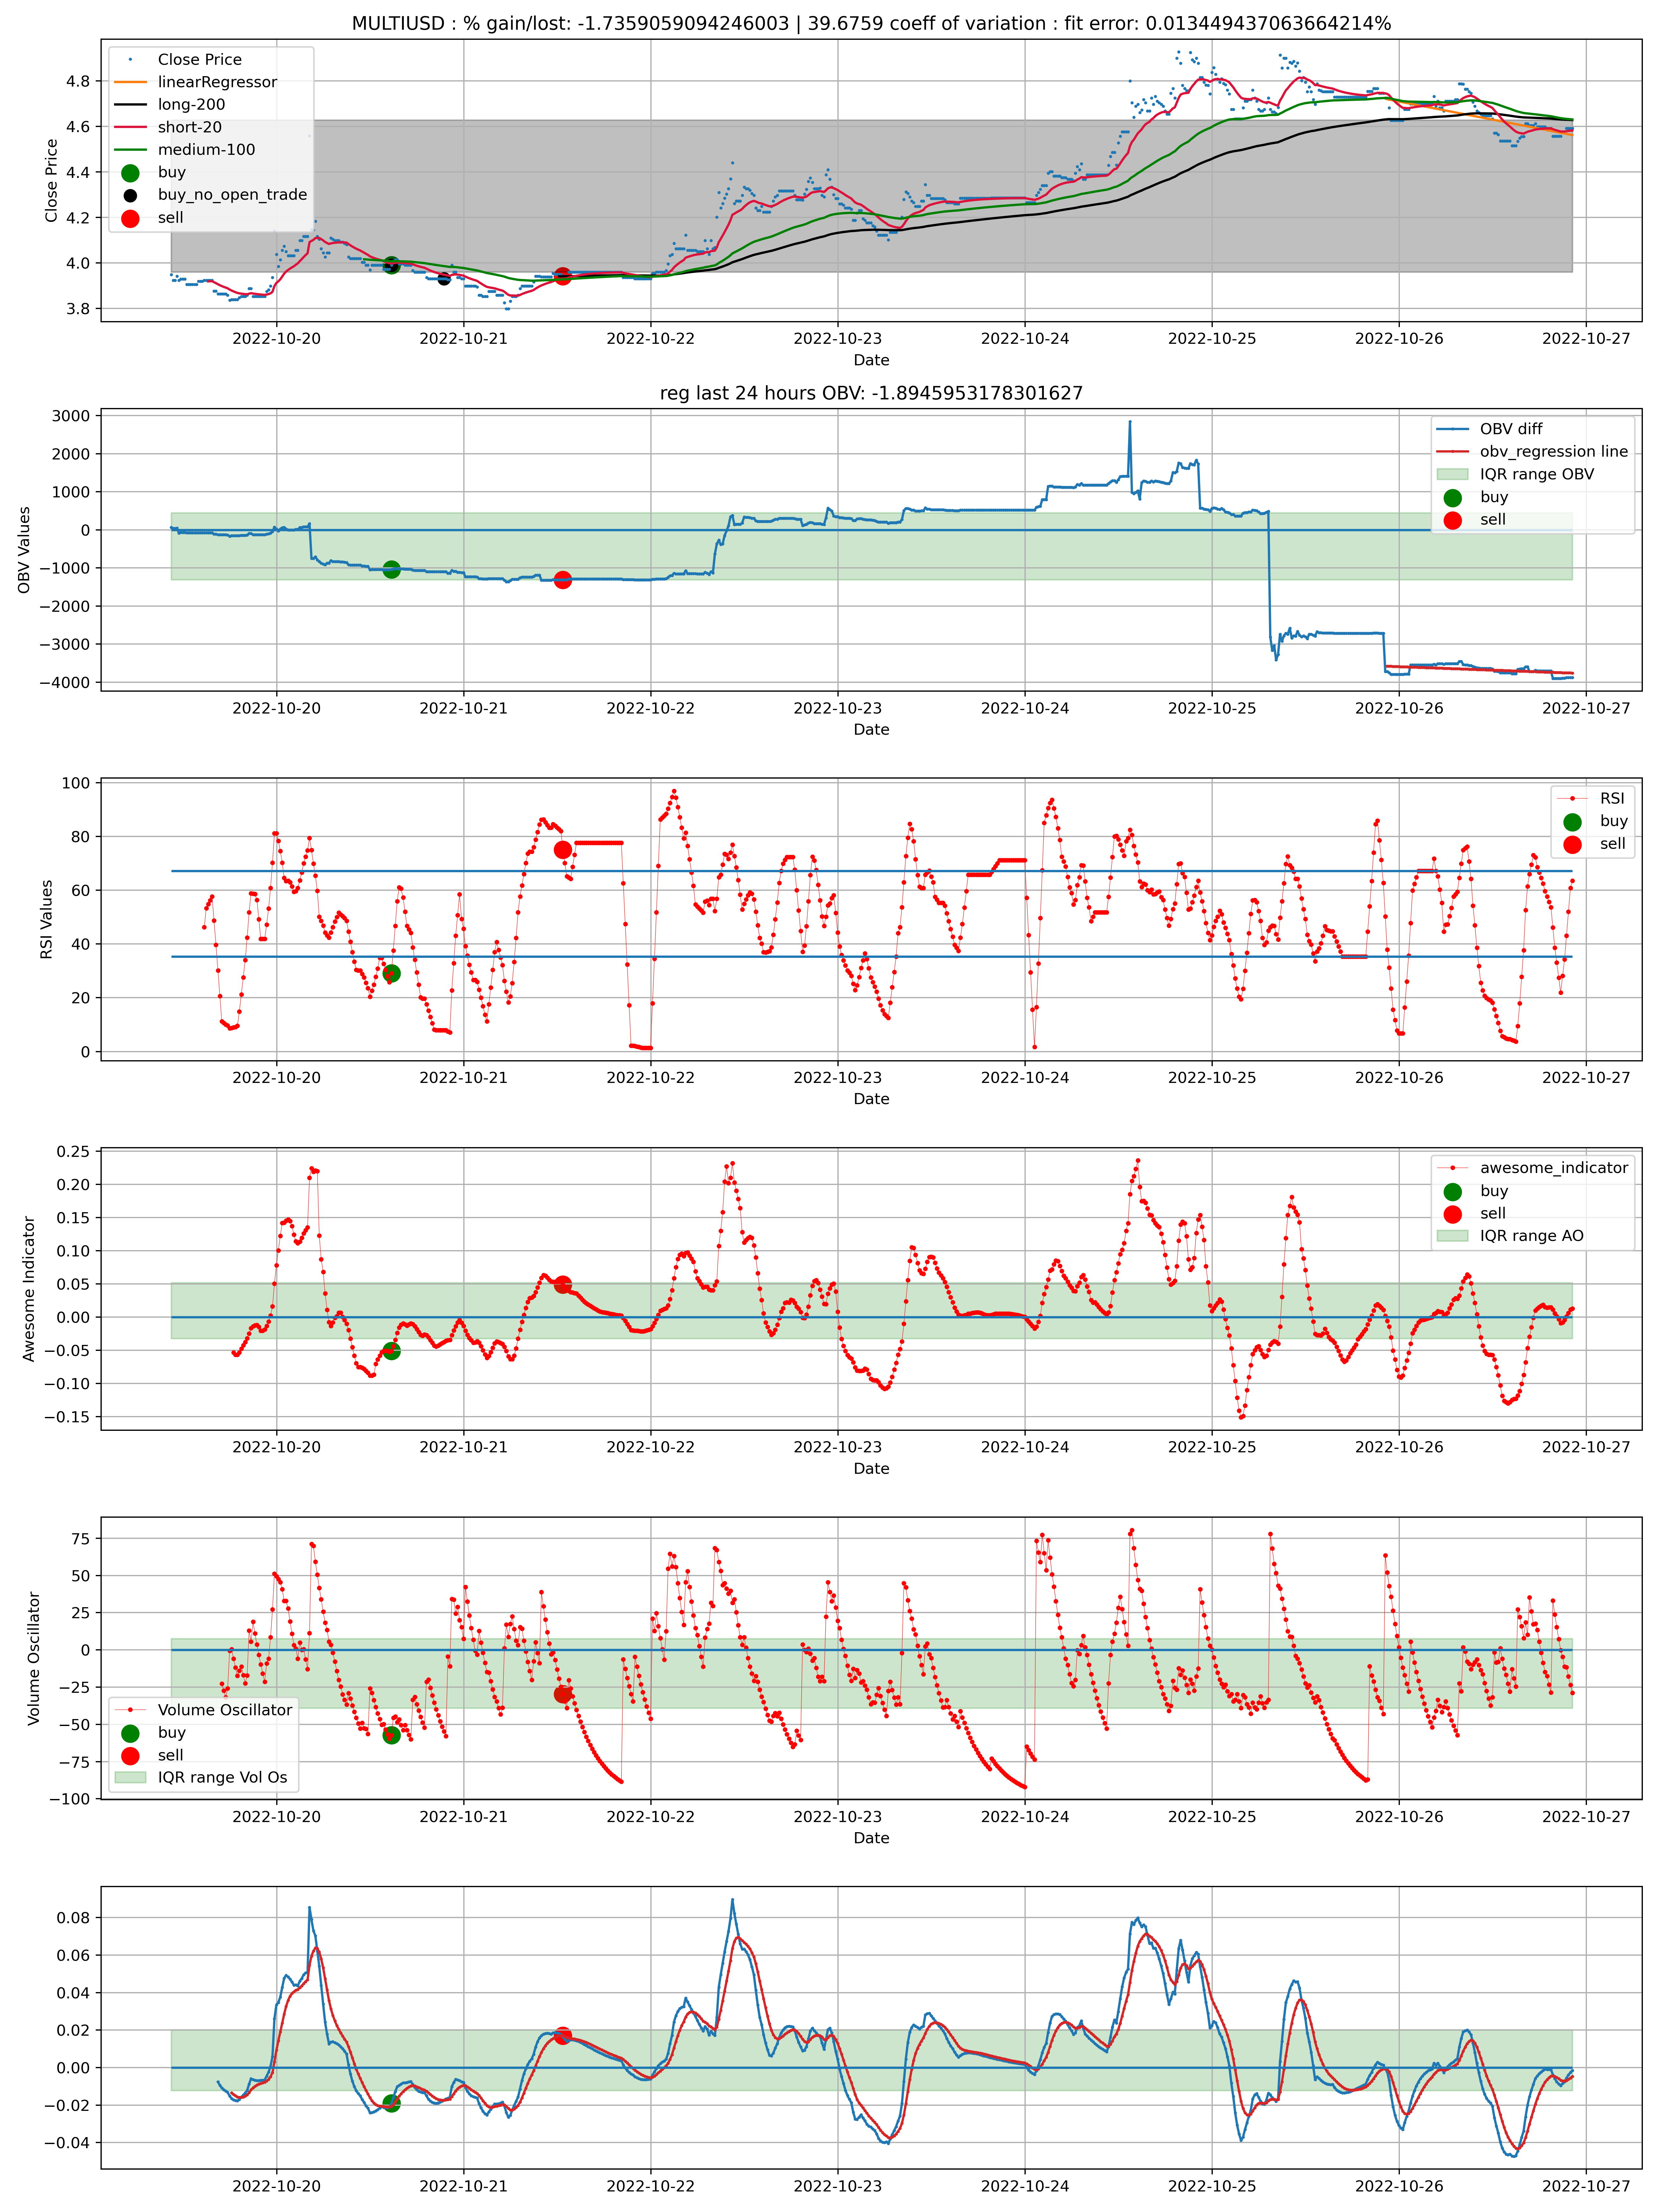 MULTIUSD : % gain/lost: -1.7359059094246003 | 39.6759 coeff of variation : fit error: 0.013449437063664214%
Close Price
linearRegressor
long-200
short-20
medium-100
buy
buy_no_open_trade
sell
Close Price
4.8
4.6
4.4
4.2
4.0
3.8
2022-10-20 2022-10-21 2022-10-22 2022-10-23 2022-10-24 2022-10-25 2022-10-26 2022-10-27
Date
reg last 24 hours OBV: -1.8945953178301627
OBV diff
obv_regression line
IQR range OBV
buy
sell
OBV Values
3000
2000
1000
0
−1000
−2000
−3000
−4000
2022-10-20 2022-10-21 2022-10-22 2022-10-23 2022-10-24 2022-10-25 2022-10-26 2022-10-27
Date
RSI
buy
sell
RSI Values
100
80
60
40
20
0
2022-10-20 2022-10-21 2022-10-22 2022-10-23 2022-10-24 2022-10-25 2022-10-26 2022-10-27
Date
awesome_indicator
buy
sell
IQR range AO
Awesome Indicator
0.25
0.20
0.15
0.10
0.05
0.00
−0.05
−0.10
−0.15
2022-10-20 2022-10-21 2022-10-22 2022-10-23 2022-10-24 2022-10-25 2022-10-26 2022-10-27
Date
Volume Oscillator
75
50
25
0
−25
−50
−75
−100
Volume Oscillator
buy
sell
IQR range Vol Os
2022-10-20 2022-10-21 2022-10-22 2022-10-23 2022-10-24 2022-10-25 2022-10-26 2022-10-27
Date
0.08
0.06
0.04
0.02
0.00
−0.02
−0.04
2022-10-20 2022-10-21 2022-10-22 2022-10-23 2022-10-24 2022-10-25 2022-10-26 2022-10-27